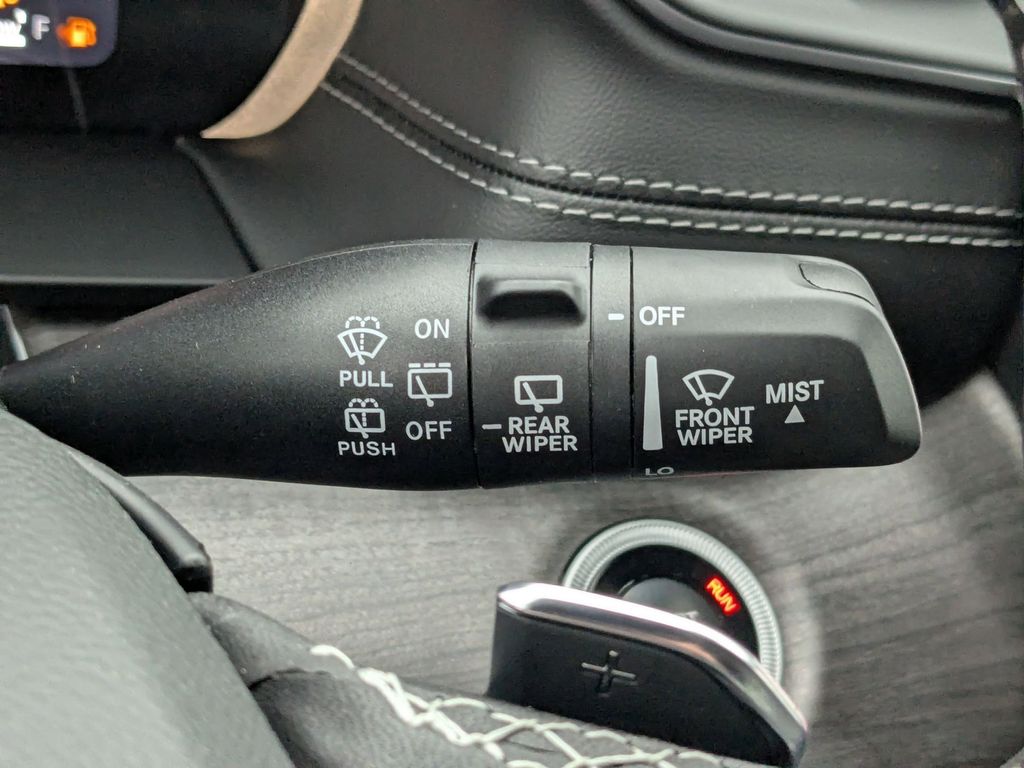 F
ON
OFF
PULL
MIST
FRONT
WIPER
OFF
REAR
WIPER
PUSH
LO
RUN
+